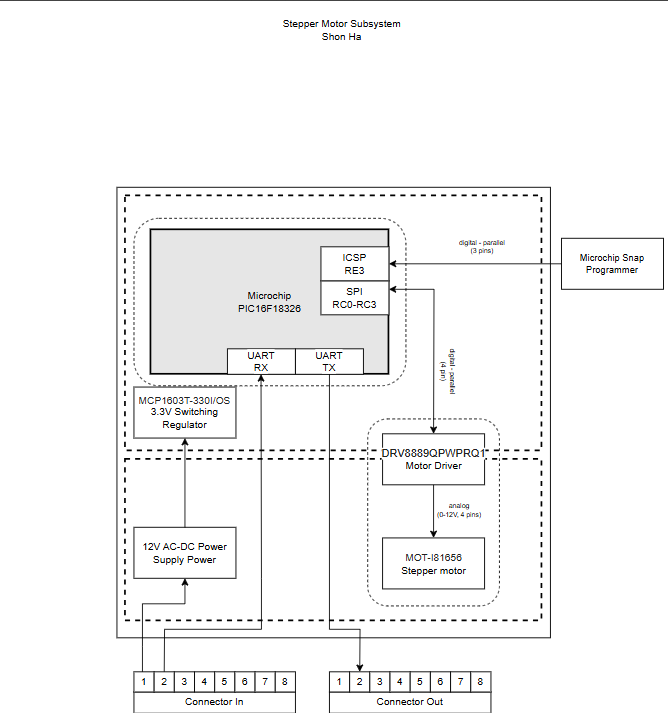 Stepper Motor Subsystem
Shon Ha
digital - parallel
(3 pins)
Microchip Snap
Programmer
ICSP
RE3
SPI
RC0-RC3
Microchip
PIC16F18326
UART
RX
UART
TX
digital - parallel
(4 pin)
MCP1603T-330I/OS
3.3V Switching
Regulator
DRV8889QPWPRQ1
Motor Driver
analog
(0-12V, 4 pins)
12V AC-DC Power
Supply Power
MOT-I81656
Stepper motor
1 2 3 4 5 6 7 8
Connector In
1 2 3 4 5 6 7 8
Connector Out